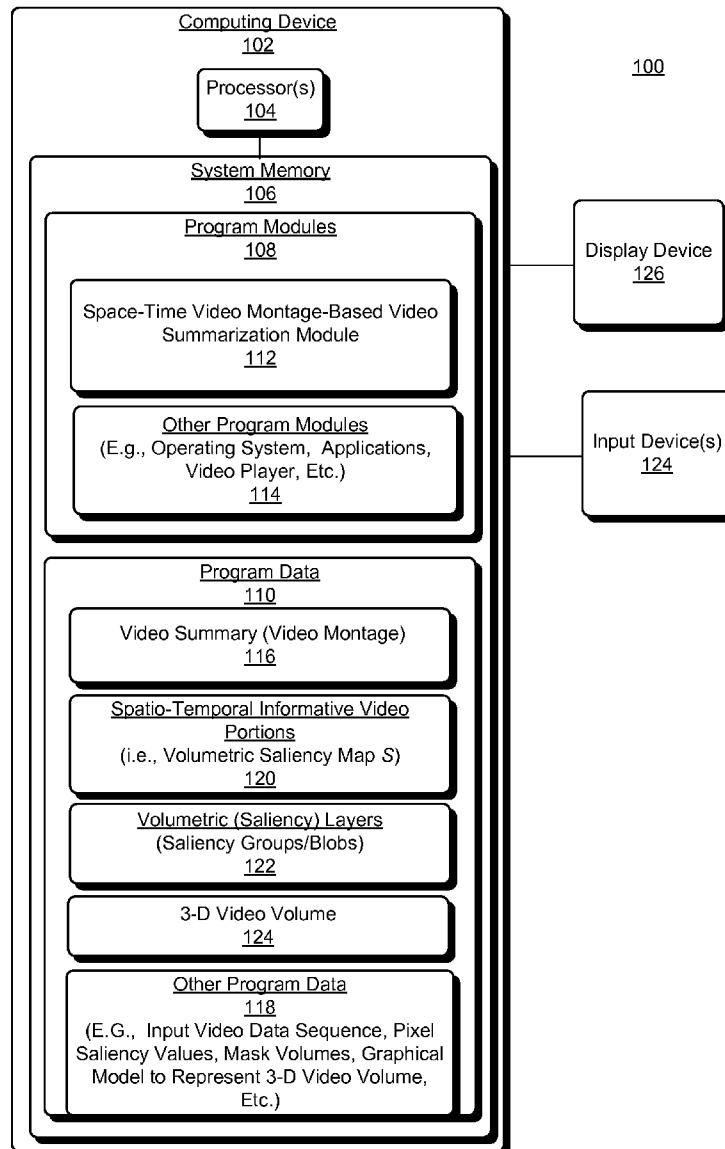 Computing Device
102
100
Processor(s)
104
System Memory
106
Program Modules
108
Space-Time Video Montage-Based Video
Summarization Module
112
Other Program Modules
(E.g., Operating System, Applications,
Video Player, Etc.)
114
Display Device
126
Input Device(s)
124
Program Data
110
Video Summary (Video Montage)
116
Spatio-Temporal Informative Video
Portions
(i.e., Volumetric Saliency Map S)
120
Volumetric (Saliency) Layers
(Saliency Groups/Blobs)
122
3-D Video Volume
124
Other Program Data
118
(E.G., Input Video Data Sequence, Pixel
Saliency Values, Mask Volumes, Graphical
Model to Represent 3-D Video Volume,
Etc.)